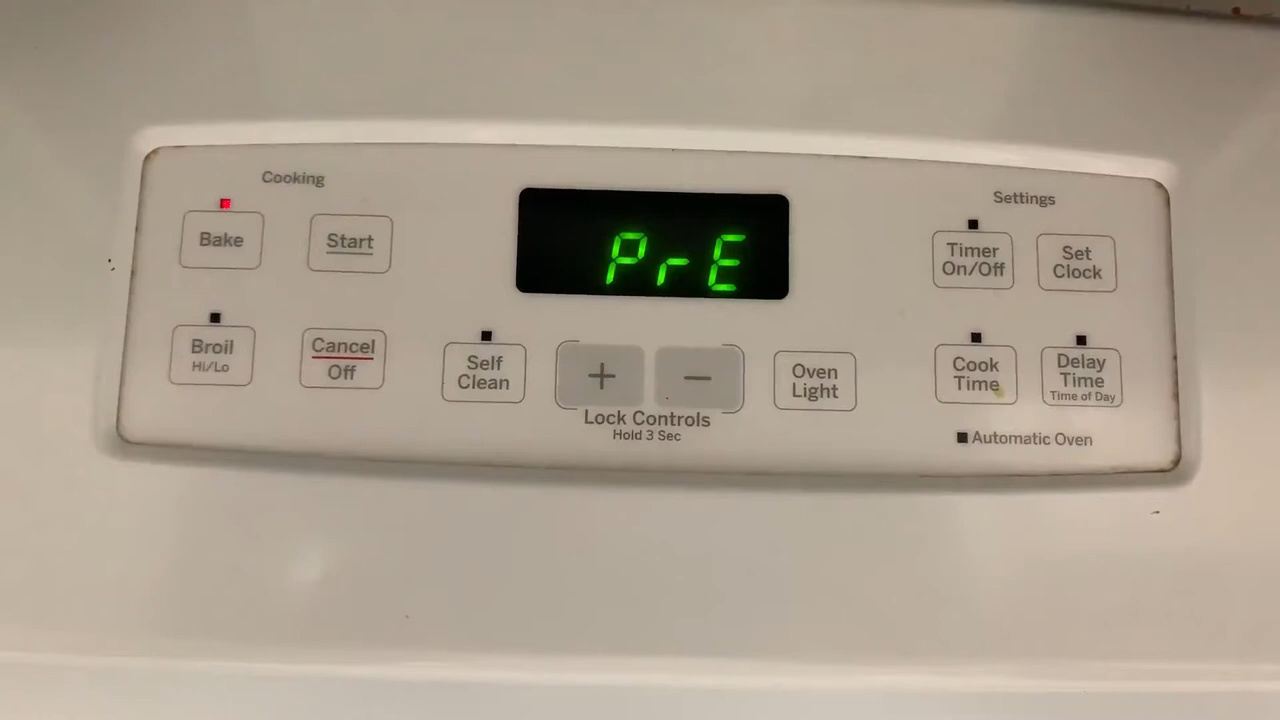 Cooking
Bake
Start
Broil
Hi/Lo
Cancel
Off
PrE
Self
Clean
+
−
Lock Controls
Hold 3 Sec
Oven
Light
Settings
Timer
On/Off
Set
Clock
Cook
Time
Delay
Time
Time of Day
Automatic Oven